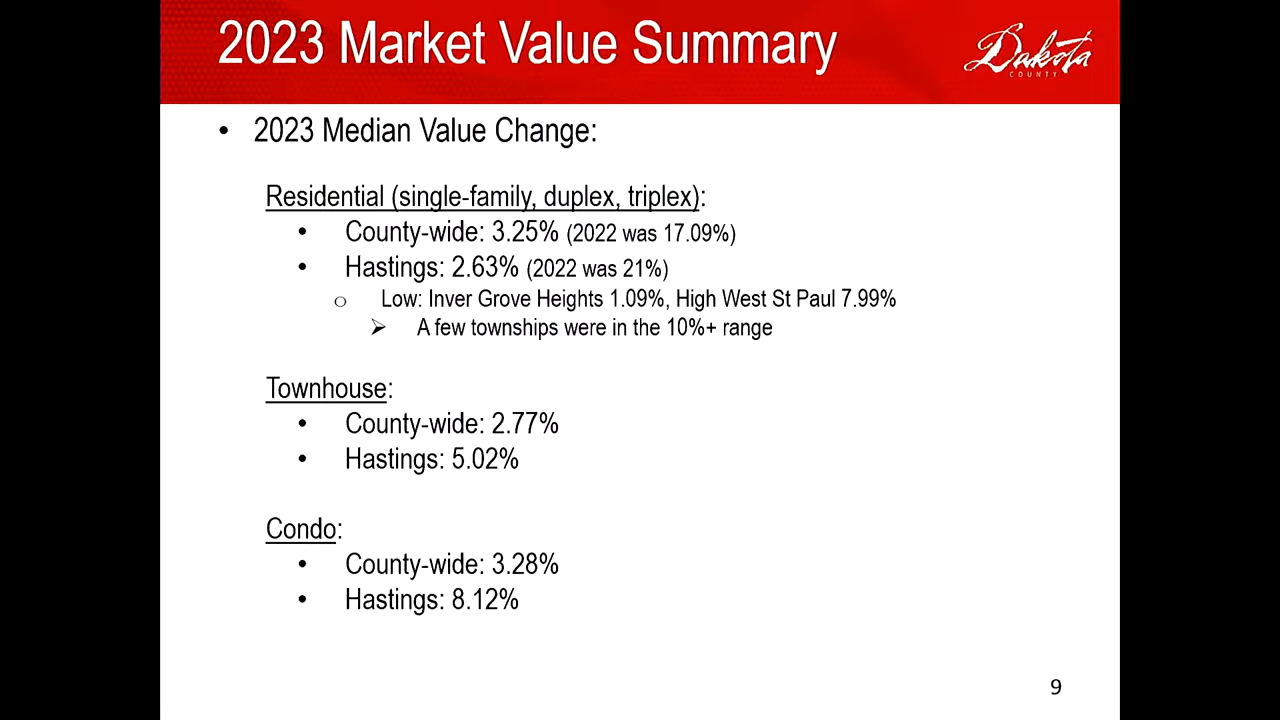 2023 Market Value Summary
Dakota
COUNTY
• 2023 Median Value Change:
Residential (single-family, duplex, triplex):
• County-wide: 3.25% (2022 was 17.09%)
• Hastings: 2.63% (2022 was 21%)
o Low: Inver Grove Heights 1.09%, High West St Paul 7.99%
➢ A few townships were in the 10%+ range
Townhouse:
• County-wide: 2.77%
• Hastings: 5.02%
Condo:
• County-wide: 3.28%
• Hastings: 8.12%
9